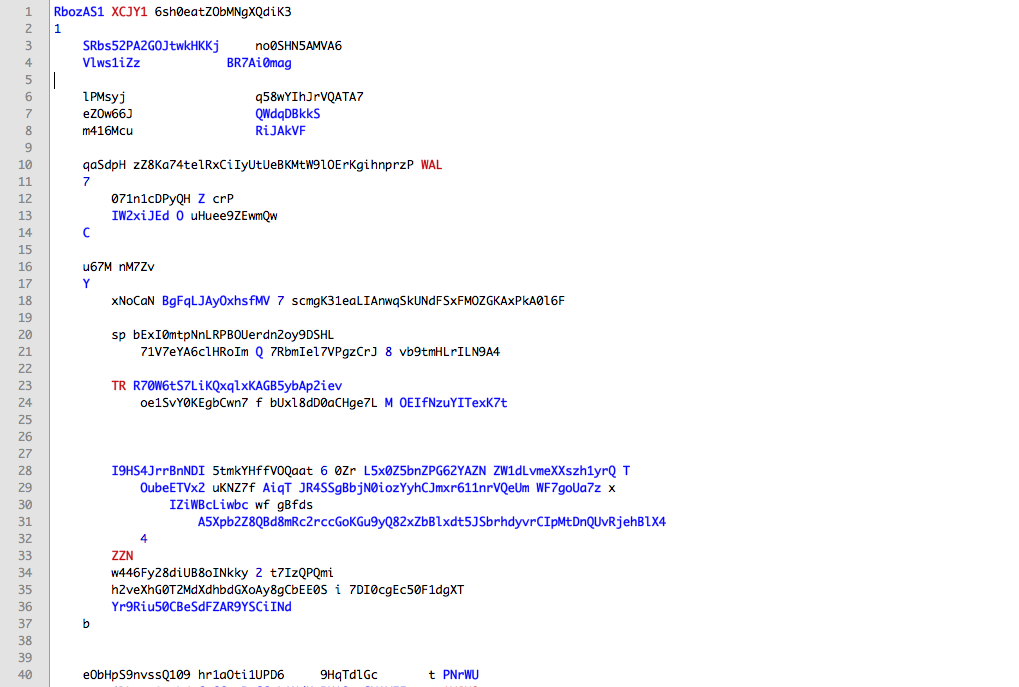 1 RbozAS1 XCJY1 6sh0eatZObMNgXQdiK3
2 1
3 SRbs52PA2GOJtwkHKKj no0SHN5AMVA6
4 Vlws1iZz BR7Ai0mag
5
6 lPMsyj q58wYIhJrVQATA7
7 eZOw66J QWdqDBkkS
8 m416Mcu RiJAkVF
9
10 qaSdpH zZ8Ka74telRxCiIyUtUeBKMtW9lOErKgihnprzP WAL
11 7
12 071n1cDPyQH Z crP
13 IW2xiJEd O uHuee9ZEwmQw
14 C
15
16 u67M nM7Zv
17 Y
18 xNoCaN BgFqLJAyOxhsfMV 7 scmgK31eaLIAnwqSkUNdFSxFMOZGKAxPkA0l6F
19
20 sp bExI0mtpNnLRPBOUerdnZoy9DSHL
21 71V7eYA6clHRoIm Q 7RbmIel7VPgzCrJ 8 vb9tmHLrILN9A4
22
23 TR R70W6tS7LiKQxqlxKAGB5ybAp2iev
24 oe1SvY0KEgbCwn7 f bUxl8dD0aCHge7L M OEIfNzuYITexK7t
25
26
27
28 I9HS4JrrBnNDI 5tmkYHffVOQaat 6 0Zr L5x0Z5bnZPG62YAZN ZW1dLvmeXXszh1yrQ T
29 OubeETVx2 uKNZ7f AiqT JR4SSgBbjN0iozYyhCJmxr611nrVQeUm WF7goUa7z x
30 IZiWBcLiwbc wf gBfds
31 A5Xpb2Z8QBd8mRc2rccGoKGu9yQ82xZbBlxdt5JSbrhdyvrCIpMtDnQUvRjehBlX4
32 4
33 ZZN
34 w446Fy28diUB8oINkky 2 t7IzQPQmi
35 h2veXhG0T2MdXdhbdGXoAy8gCbEE0S i 7DI0cgEc50F1dgXT
36 Yr9Riu50CBeSdFZAR9YSCiINd
37 b
38
39
40 eObHpS9nvssQ109 hr1aOti1UPD6 9HqTdlGc t PNrWU